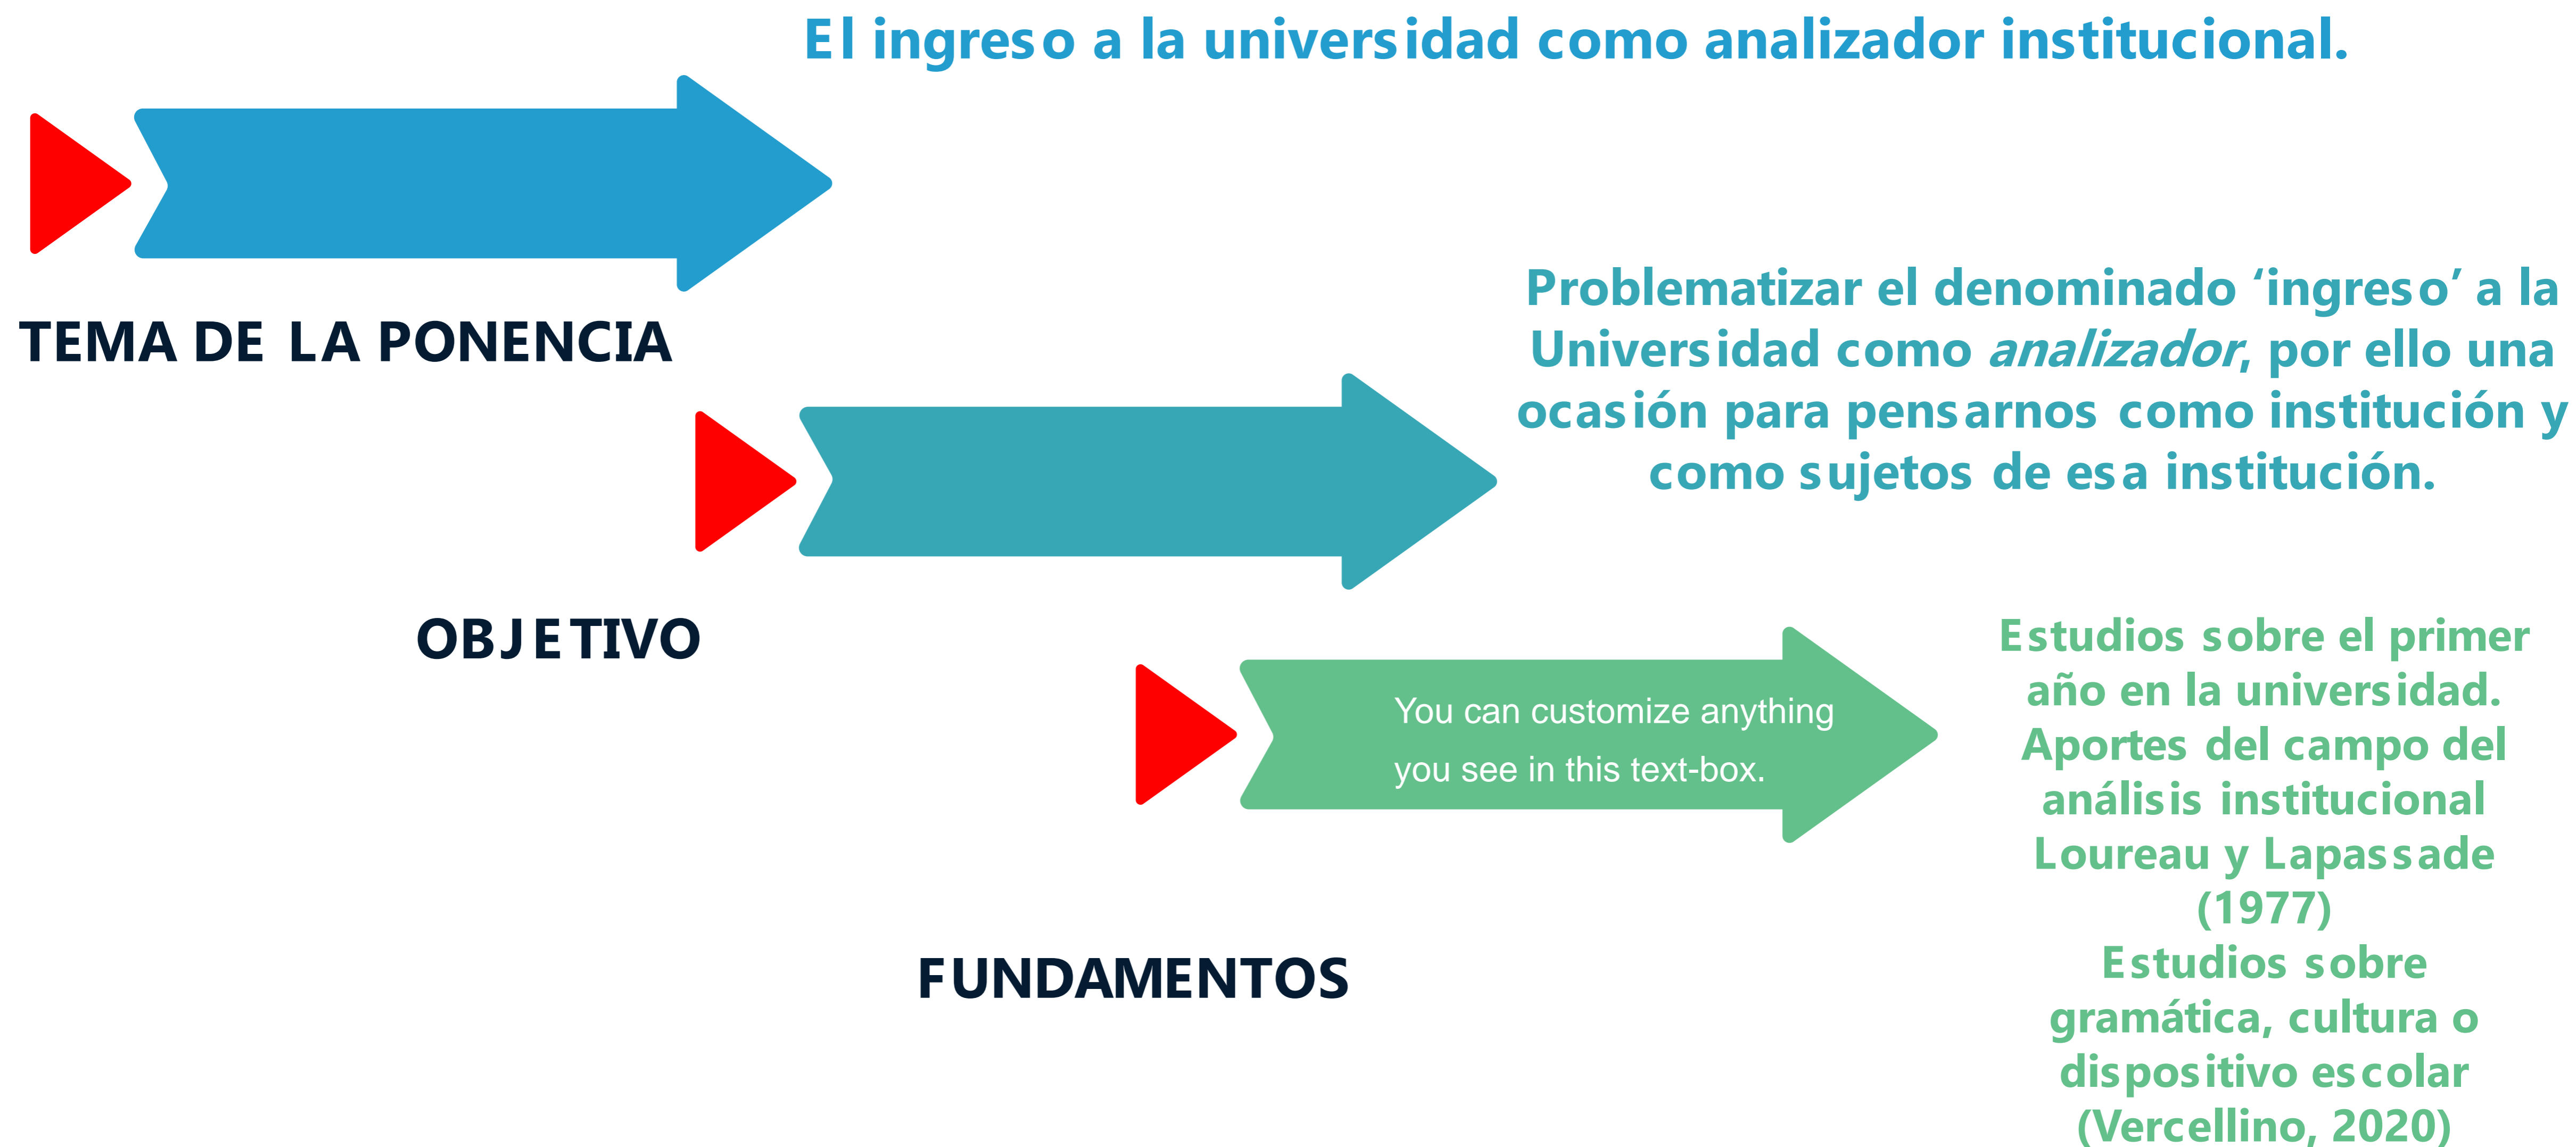 El ingreso a la universidad como analizador institucional.
TEMA DE LA PONENCIA
Problematizar el denominado ‘ingreso’ a la
Universidad como analizador, por ello una
ocasión para pensarnos como institución y
como sujetos de esa institución.
OBJETIVO
You can customize anything
you see in this text-box.
Estudios sobre el primer
año en la universidad.
Aportes del campo del
análisis institucional
Loureau y Lapassade
(1977)
Estudios sobre
gramática, cultura o
dispositivo escolar
(Vercellino, 2020)
FUNDAMENTOS